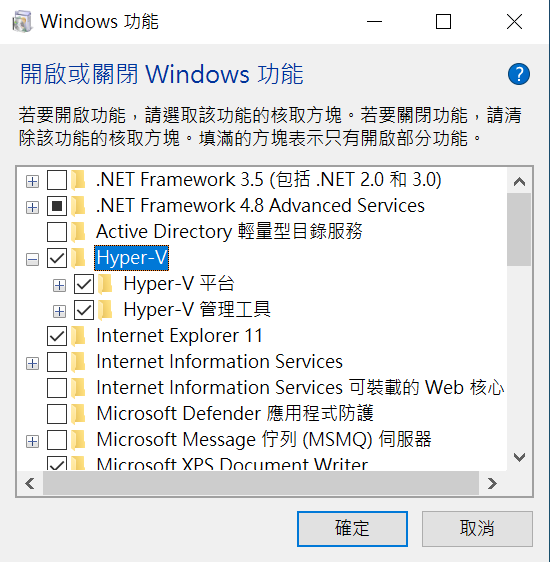 Windows 功能
開啟或關閉 Windows 功能
?
若要開啟功能，請選取該功能的核取方塊。若要關閉功能，請清
除該功能的核取方塊。填滿的方塊表示只有開啟部分功能。
.NET Framework 3.5 (包括 .NET 2.0 和 3.0)
.NET Framework 4.8 Advanced Services
Active Directory 輕量型目錄服務
Hyper-V
Hyper-V 平台
Hyper-V 管理工具
Internet Explorer 11
Internet Information Services
Internet Information Services 可裝載的 Web 核心
Microsoft Defender 應用程式防護
Microsoft Message 佇列 (MSMQ) 伺服器
Microsoft XPS Document Writer
確定
取消